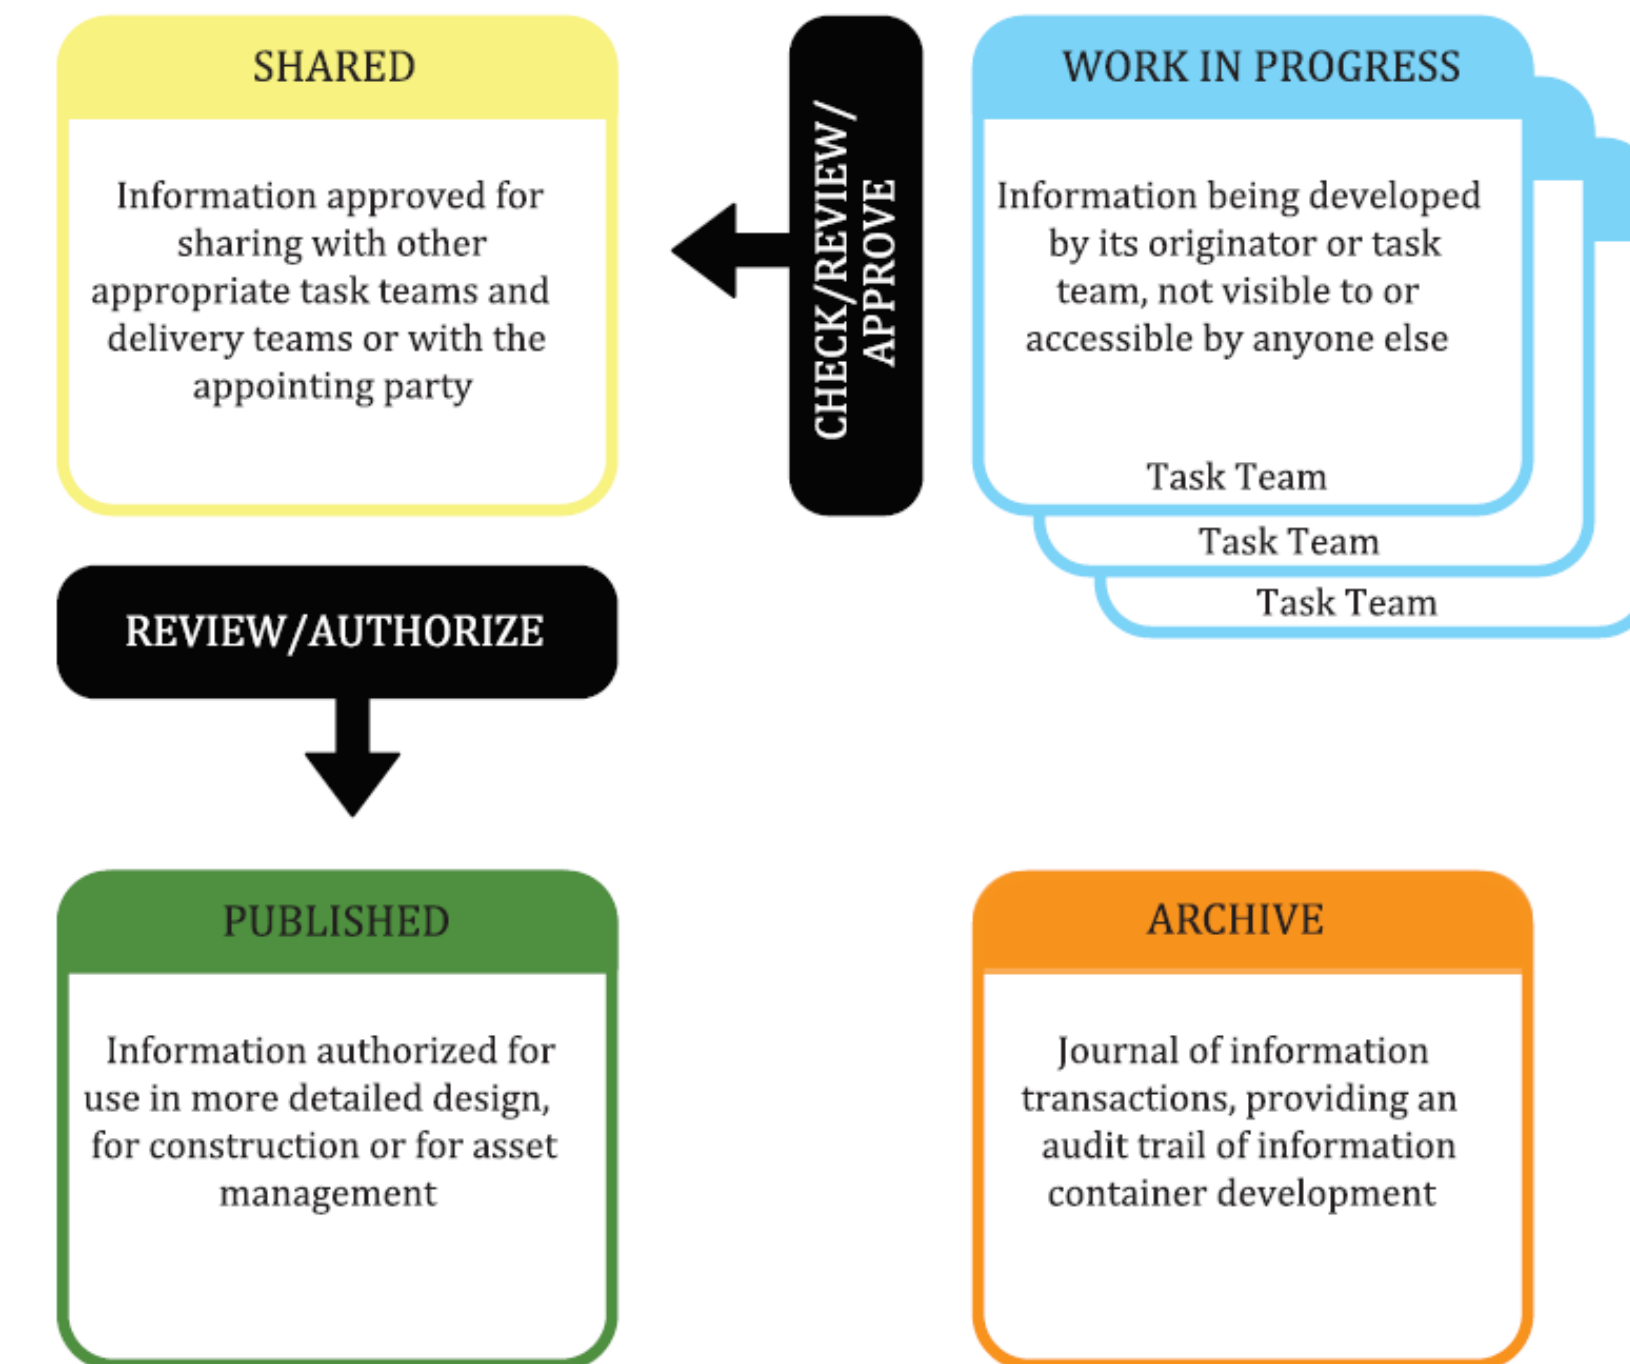 SHARED
Information approved for
sharing with other
appropriate task teams and
delivery teams or with the
appointing party
CHECK/REVIEW/
APPROVE
WORK IN PROGRESS
Information being developed
by its originator or task
team, not visible to or
accessible by anyone else
Task Team
Task Team
Task Team
REVIEW/AUTHORIZE
PUBLISHED
Information authorized for
use in more detailed design,
for construction or for asset
management
ARCHIVE
Journal of information
transactions, providing an
audit trail of information
container development